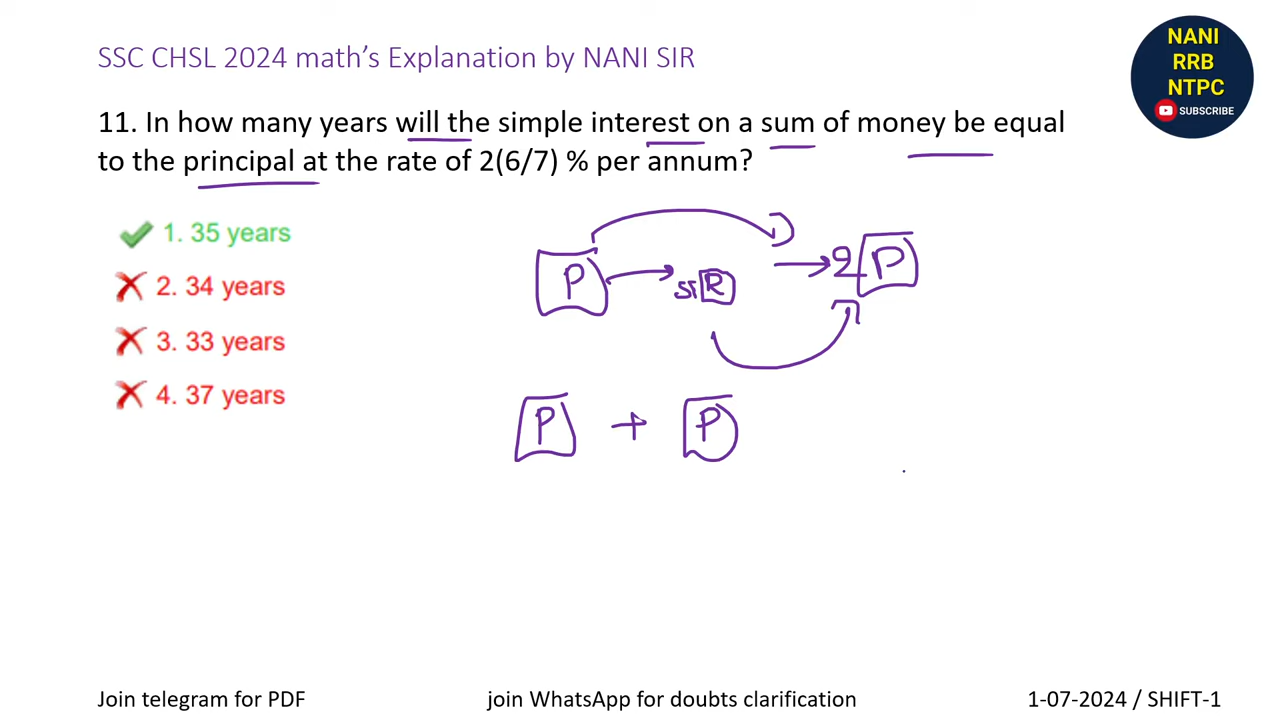 SSC CHSL 2024 math's Explanation by NANI SIR
NANI
RRB
NTPC
SUBSCRIBE
11. In how many years will the simple interest on a sum of money be equal
to the principal at the rate of 2(6/7) % per annum?
1. 35 years
2. 34 years
3. 33 years
4. 37 years
P SI R 2 P
P + P
Join telegram for PDF
join WhatsApp for doubts clarification
1-07-2024 / SHIFT-1